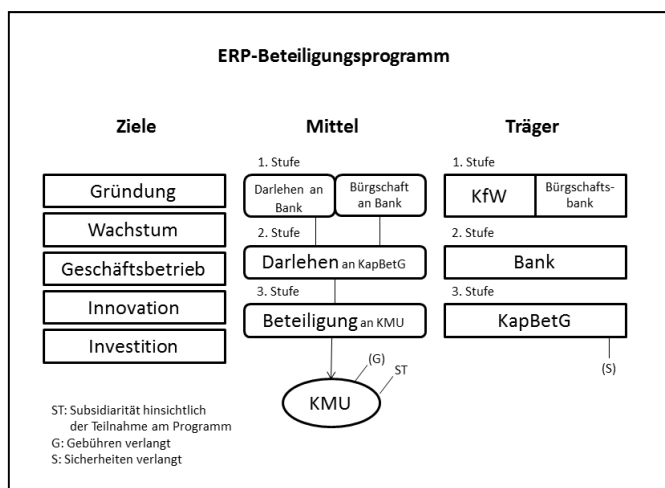 ERP-Beteiligungsprogramm
Ziele
Gründung
Wachstum
Geschäftsbetrieb
Innovation
Investition
Mittel
1. Stufe
Darlehen an
Bank
Bürgschaft
an Bank
2. Stufe
Darlehen an KapBetG
3. Stufe
Beteiligung an KMU
(G)
ST
KMU
Träger
1. Stufe
KfW
Bürgschafts-
bank
2. Stufe
Bank
3. Stufe
KapBetG
(S)
ST: Subsidiarität hinsichtlich
der Teilnahme am Programm
G: Gebühren verlangt
S: Sicherheiten verlangt